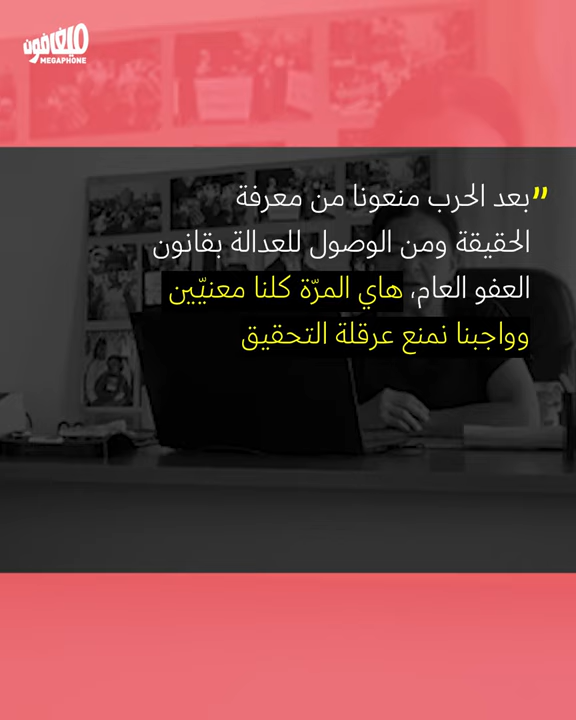 ميغافون
MEGAPHONE
”بعد الحرب منعونا من معرفة
الحقيقة ومن الوصول للعدالة بقانون
العفو العام، هاي المرّة كلنا معنيّين
وواجبنا نمنع عرقلة التحقيق